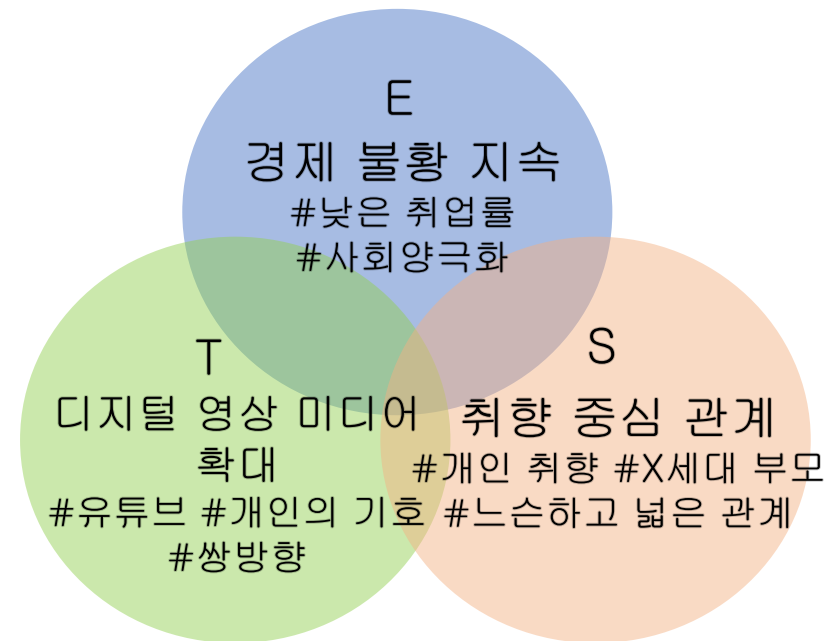 E
경제 불황 지속
#낮은 취업률
#사회양극화
T
디지털 영상 미디어
확대
#유튜브 #개인의 기호
#쌍방향
S
취향 중심 관계
#개인 취향 #X세대 부모
#느슨하고 넓은 관계